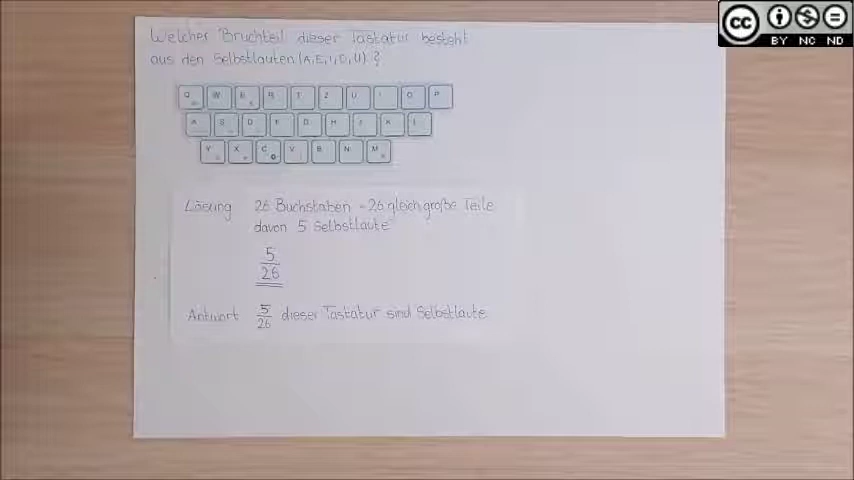 Welcher Bruchteil dieser Tastatur besteht
aus den Selbstlauten (A,E,I,O,U) ?
Q W E R T Z U I O P
A S D F G H J K L
Y X C V B N M
Lösung 26 Buchstaben = 26 gleich große Teile
davon 5 Selbstlaute
5
26
Antwort 5/26 dieser Tastatur sind Selbstlaute
cc
BY NC ND